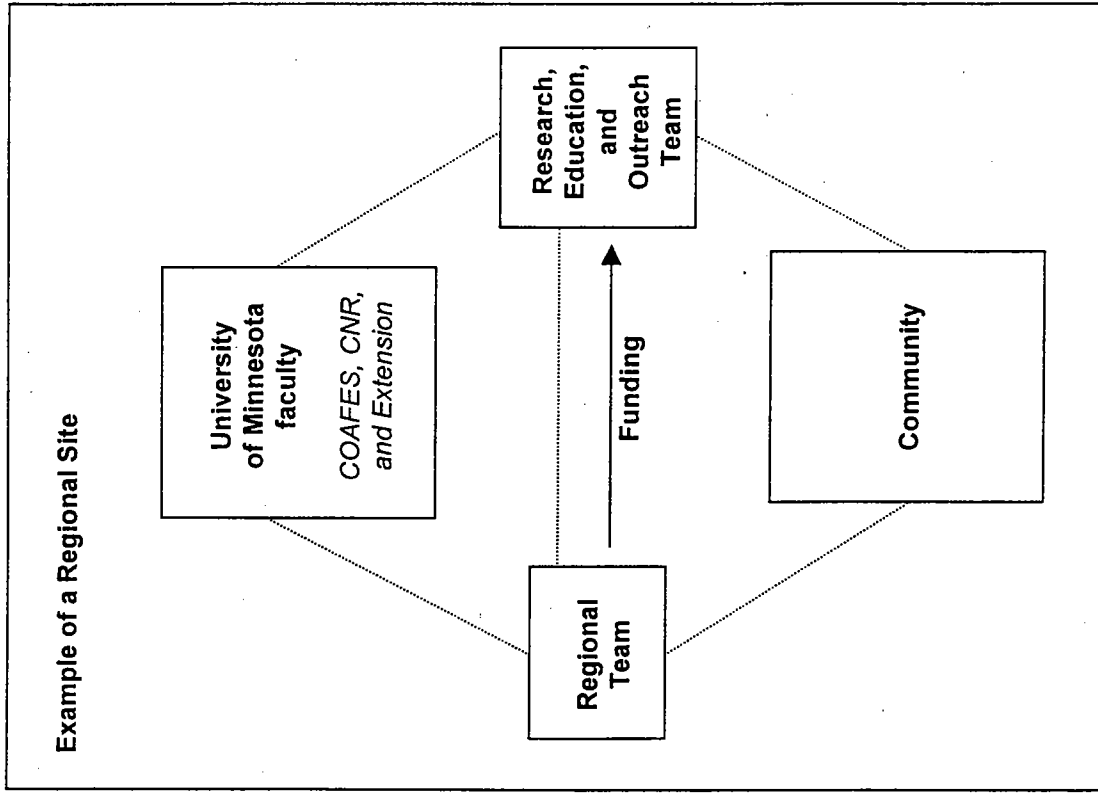 Example of a Regional Site
University
of Minnesota
faculty
COAFES, CNR,
and Extension
Regional
Team
Funding
Research,
Education,
and
Outreach
Team
Community